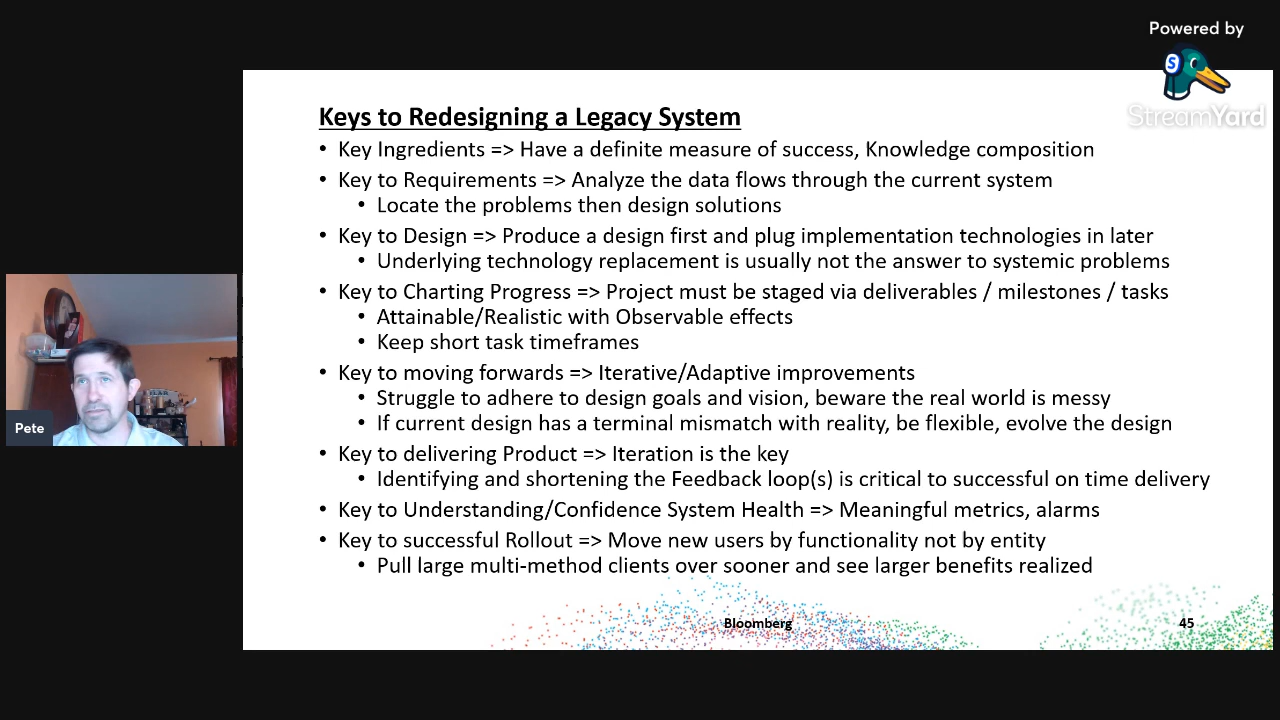 Powered by
S
StreamYard
Keys to Redesigning a Legacy System
• Key Ingredients => Have a definite measure of success, Knowledge composition
• Key to Requirements => Analyze the data flows through the current system
• Locate the problems then design solutions
• Key to Design => Produce a design first and plug implementation technologies in later
• Underlying technology replacement is usually not the answer to systemic problems
• Key to Charting Progress => Project must be staged via deliverables / milestones / tasks
• Attainable/Realistic with Observable effects
• Keep short task timeframes
• Key to moving forwards => Iterative/Adaptive improvements
• Struggle to adhere to design goals and vision, beware the real world is messy
• If current design has a terminal mismatch with reality, be flexible, evolve the design
• Key to delivering Product => Iteration is the key
• Identifying and shortening the Feedback loop(s) is critical to successful on time delivery
• Key to Understanding/Confidence System Health => Meaningful metrics, alarms
• Key to successful Rollout => Move new users by functionality not by entity
• Pull large multi-method clients over sooner and see larger benefits realized
Bloomberg
45
Pete